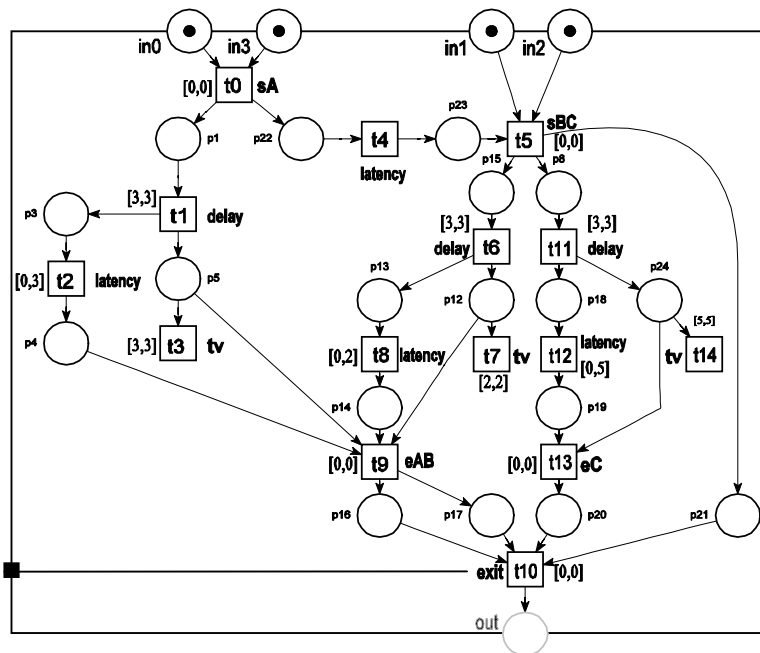 in0 in3 in1 in2
[0,0] t0 sA
p23
p1 p22 t4 t5 sBC [0,0]
latency
p15 p8
[3,3] t1 delay
p3
[3,3] t6 delay
[3,3] t11 delay
[0,3] t2 latency
p5
p13 p12 p18 p24
p4
[3,3] t3 tv
[0,2] t8 latency
t7 tv
[2,2]
t12 latency
[0,5]
[5,5]
tv t14
p14 p19
[0,0] t9 eAB
[0,0] t13 eC
p16 p17 p20 p21
exit t10 [0,0]
out